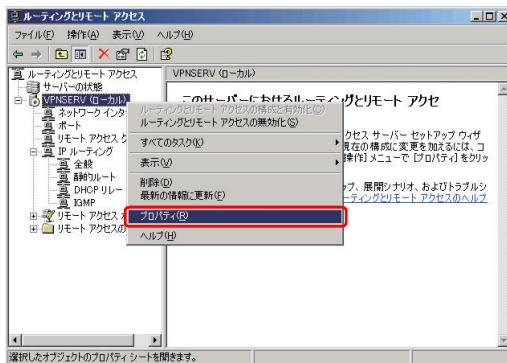 ルーティングとリモート アクセス
ファイル(F) 操作(A) 表示(V) ヘルプ(H)
ルーティングとリモート アクセス
サーバーの状態
VPNSERV (ローカル)
ネットワーク インタ
ポート
リモート アクセス ク
IP ルーティング
全般
静的ルート
DHCP リレー
IGMP
リモート アクセス
リモート アクセスの
VPNSERV (ローカル)
このサーバーにおけるルーティングとリモート アクセ
クセス サーバー セットアップ ウィザ
現在の構成に変更を加えるには、コ
操作] メニューで [プロパティ] をクリッ
ップ、展開シナリオ、およびトラブルシ
ーティングとリモート アクセスのヘルプ
ルーティングとリモート アクセスの構成と有効化(C)
ルーティングとリモート アクセスの無効化(S)
すべてのタスク(K)
表示(V)
削除(D)
最新の情報に更新(F)
プロパティ(R)
ヘルプ(H)
選択したオブジェクトのプロパティ シートを開きます。